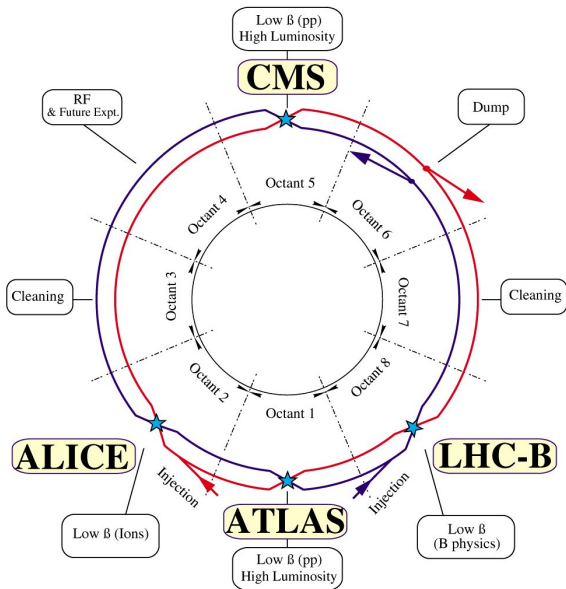 Low ß (pp)
High Luminosity
CMS
RF
& Future Expt.
Dump
Octant 5
Octant 4
Octant 6
Octant 3
Octant 7
Cleaning
Cleaning
Octant 2
Octant 8
Octant 1
ALICE
LHC-B
Injection
Injection
ATLAS
Low ß (Ions)
Low ß
(B physics)
Low ß (pp)
High Luminosity